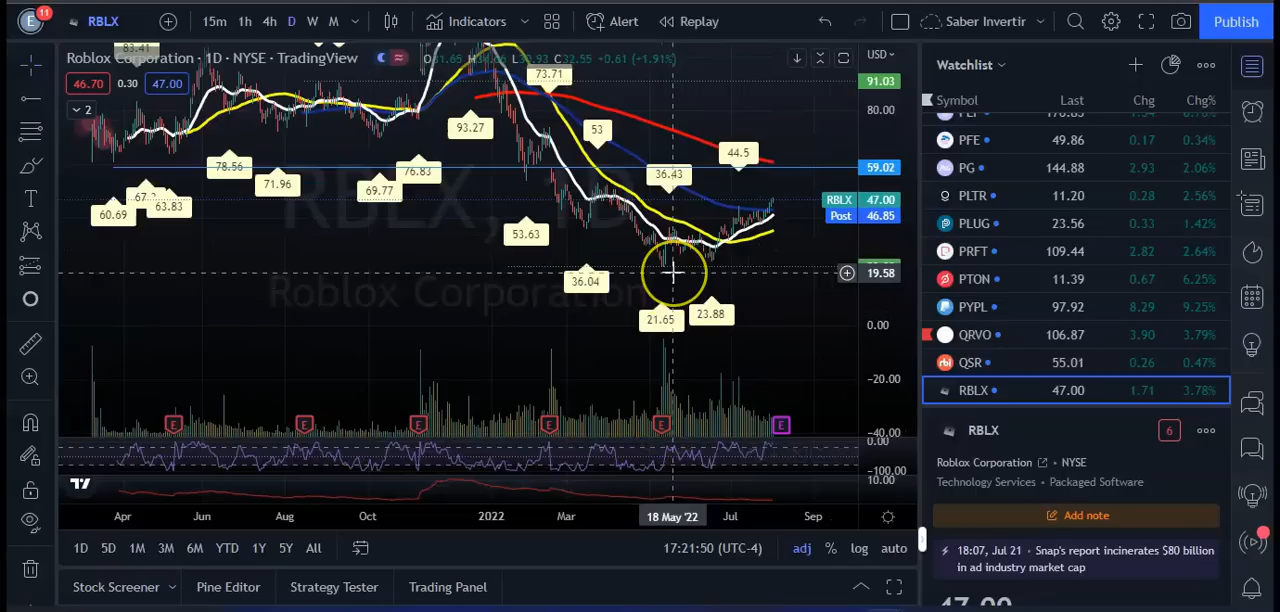 E 11 RBLX 15m 1h 4h D W M Indicators Alert Replay Saber Invertir Publish
Roblox Corporation · 1D · NYSE · TradingView
USD
46.70 0.30 47.00
2
83.41
60.69
63.83
78.56
71.96
69.77
76.83
93.27
73.71
53
53.63
36.04
36.43
44.5
21.65
23.88
RBLX, 1D
Roblox Corporation
91.03
80.00
59.02
RBLX 47.00
Post 46.85
19.58
0.00
−20.00
−40.00
0.00
−100.00
10.00
E E E E E E
Apr Jun Aug Oct 2022 Mar 18 May '22 Jul Sep
1D 5D 1M 3M 6M YTD 1Y 5Y All 17:21:50 (UTC-4) adj % log auto
Stock Screener Pine Editor Strategy Tester Trading Panel
Watchlist
Symbol Last Chg Chg%
PFE 49.86 0.17 0.34%
PG 144.88 2.93 2.06%
PLTR 11.20 0.28 2.56%
PLUG 23.56 0.33 1.42%
PRFT 109.44 2.82 2.64%
PTON 11.39 0.67 6.25%
PYPL 97.92 8.29 9.25%
QRVO 106.87 3.90 3.79%
QSR 55.01 0.26 0.47%
RBLX 47.00 1.71 3.78%
RBLX 6
Roblox Corporation · NYSE
Technology Services · Packaged Software
Add note
18:07, Jul 21 · Snap's report incinerates $80 billion
in ad industry market cap
47.00